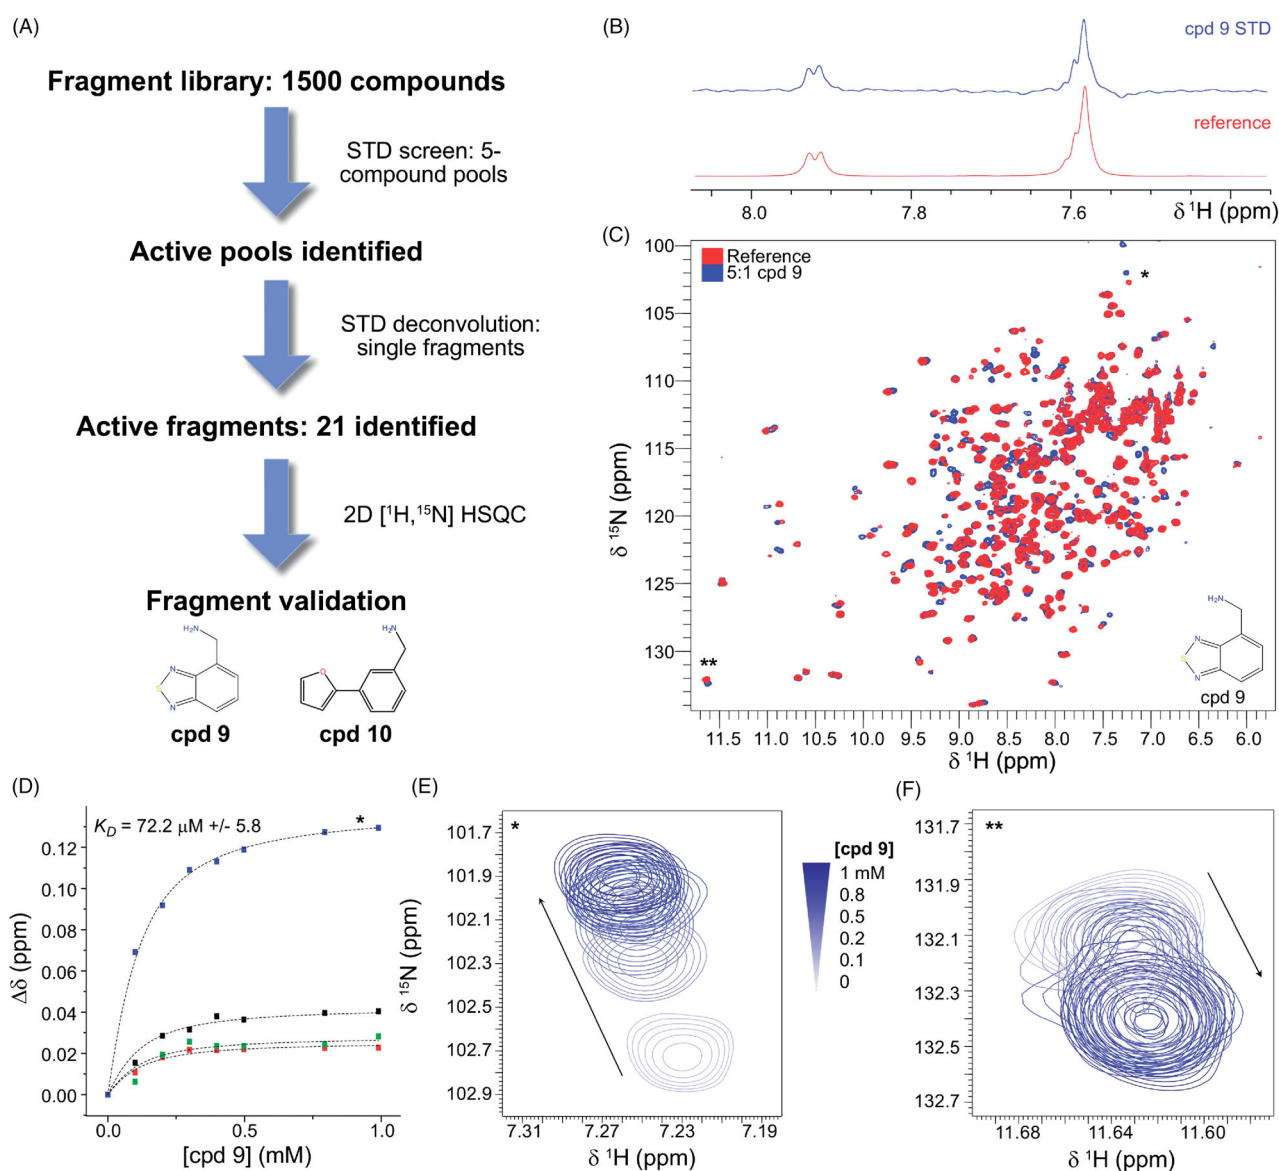 (A)
Fragment library: 1500 compounds
STD screen: 5-
compound pools
Active pools identified
STD deconvolution:
single fragments
Active fragments: 21 identified
2D [¹H,¹⁵N] HSQC
Fragment validation
H₂N
N
S
N
cpd 9
H₂N
O
cpd 10
(B)
cpd 9 STD
reference
8.0 7.8 7.6
δ ¹H (ppm)
(C)
Reference
5:1 cpd 9
*
**
100
105
110
115
120
125
130
δ ¹⁵N (ppm)
H₂N
N
S
N
cpd 9
11.5 11.0 10.5 10.0 9.5 9.0 8.5 8.0 7.5 7.0 6.5 6.0
δ ¹H (ppm)
(D)
K_D = 72.2 μM +/- 5.8
*
0.12
0.10
0.08
0.06
0.04
0.02
0.00
Δδ (ppm)
0.0 0.5 1.0
[cpd 9] (mM)
(E)
*
101.7
101.9
102.1
102.3
102.5
102.7
102.9
δ ¹⁵N (ppm)
7.31 7.27 7.23 7.19
δ ¹H (ppm)
[cpd 9]
1 mM
0.8
0.5
0.2
0.1
0
(F)
**
131.7
131.9
132.1
132.3
132.5
132.7
11.68 11.64 11.60
δ ¹H (ppm)